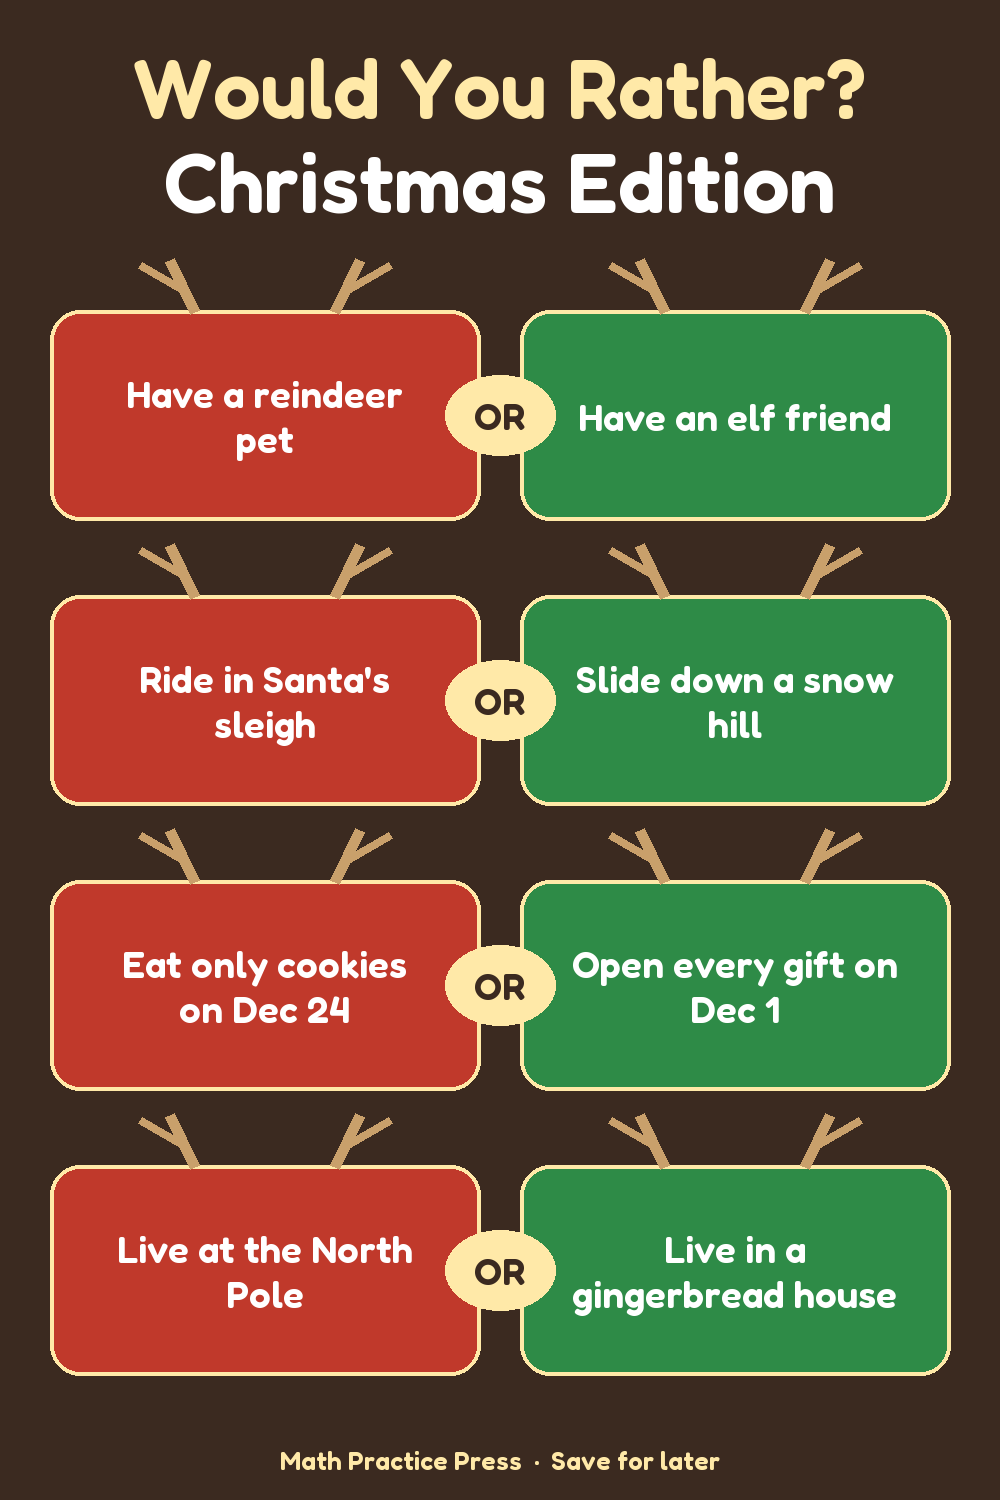 Would You Rather?
Christmas Edition
Have a reindeer
pet
OR
Have an elf friend
Ride in Santa's
sleigh
OR
Slide down a snow
hill
Eat only cookies
on Dec 24
OR
Open every gift on
Dec 1
Live at the North
Pole
OR
Live in a
gingerbread house
Math Practice Press · Save for later